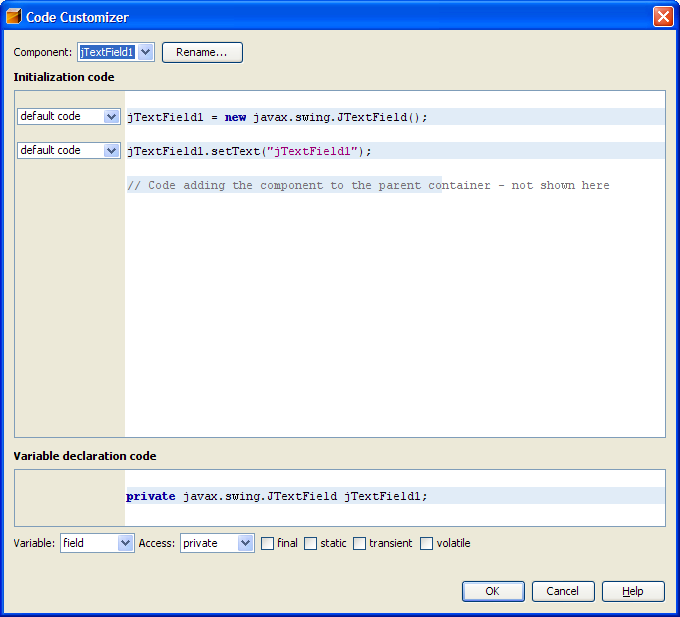 Code Customizer
Component: jTextField1 Rename...
Initialization code
default code jTextField1 = new javax.swing.JTextField();
default code jTextField1.setText("jTextField1");
// Code adding the component to the parent container - not shown here
Variable declaration code
private javax.swing.JTextField jTextField1;
Variable: field Access: private final static transient volatile
OK Cancel Help